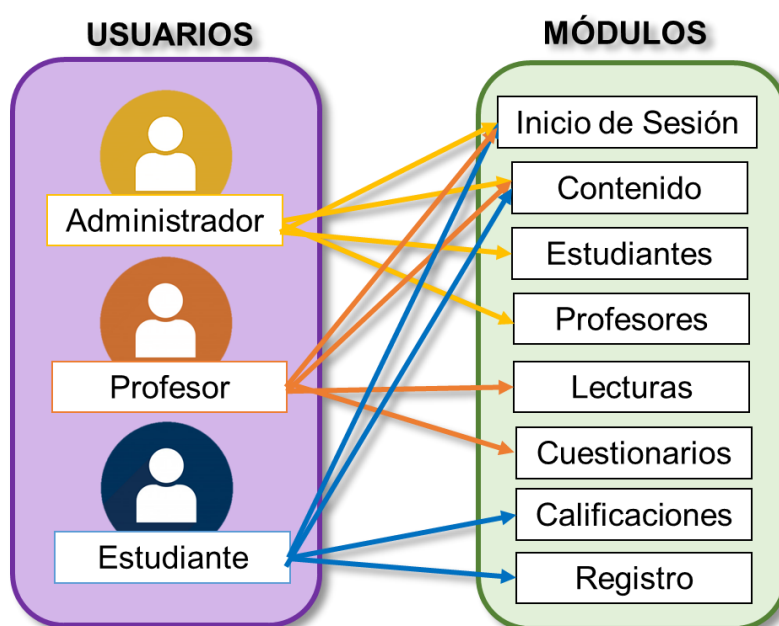 USUARIOS
Administrador
Profesor
Estudiante
MÓDULOS
Inicio de Sesión
Contenido
Estudiantes
Profesores
Lecturas
Cuestionarios
Calificaciones
Registro